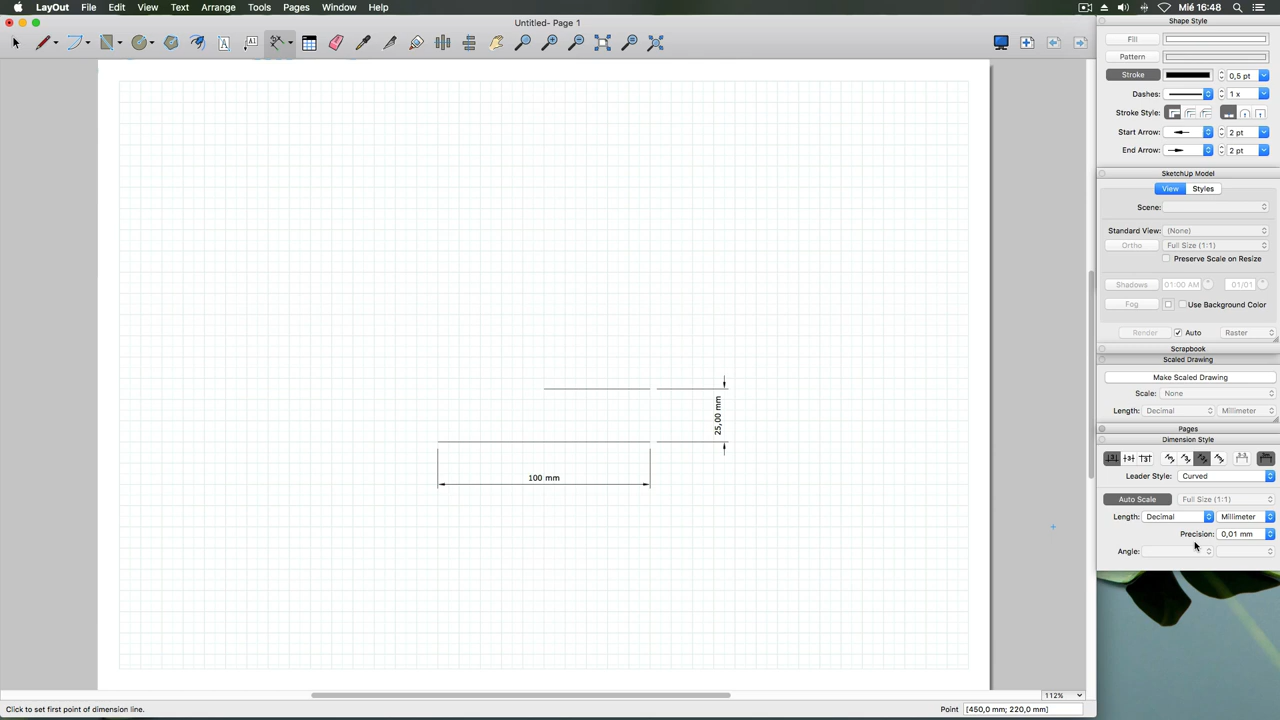 LayOut File Edit View Text Arrange Tools Pages Window Help Mié 16:48
Untitled- Page 1
Shape Style
Fill
Pattern
Stroke 0,5 pt
Dashes: 1 x
Stroke Style:
Start Arrow: 2 pt
End Arrow: 2 pt
SketchUp Model
View Styles
Scene:
Standard View: (None)
Ortho Full Size (1:1)
Preserve Scale on Resize
Shadows 01:00 AM 01/01
Fog Use Background Color
Render Auto Raster
Scrapbook
Scaled Drawing
Make Scaled Drawing
Scale: None
Length: Decimal Millimeter
Pages
Dimension Style
Leader Style: Curved
Auto Scale Full Size (1:1)
Length: Decimal Millimeter
Precision: 0,01 mm
Angle:
25,00 mm
100 mm
112%
Click to set first point of dimension line. Point [450,0 mm; 220,0 mm]